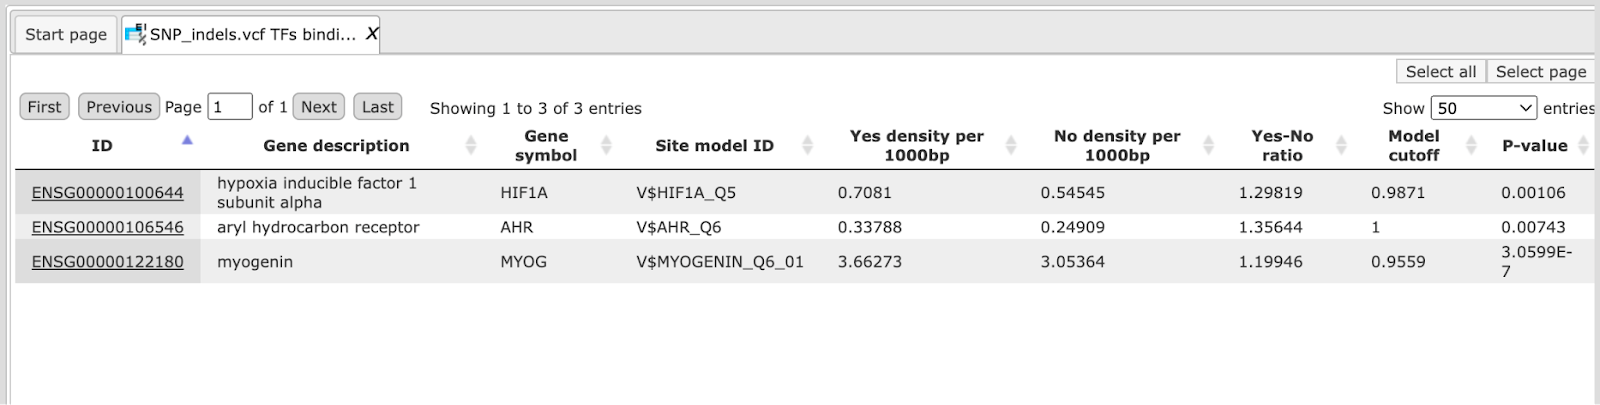 Start page SNP_indels.vcf TFs bindi... X
Select all Select page
First Previous Page 1 of 1 Next Last Showing 1 to 3 of 3 entries Show 50 entries
ID Gene description Gene symbol Site model ID Yes density per 1000bp No density per 1000bp Yes-No ratio Model cutoff P-value
ENSG00000100644 hypoxia inducible factor 1 subunit alpha HIF1A V$HIF1A_Q5 0.7081 0.54545 1.29819 0.9871 0.00106
ENSG00000106546 aryl hydrocarbon receptor AHR V$AHR_Q6 0.33788 0.24909 1.35644 1 0.00743
ENSG00000122180 myogenin MYOG V$MYOGENIN_Q6_01 3.66273 3.05364 1.19946 0.9559 3.0599E-7